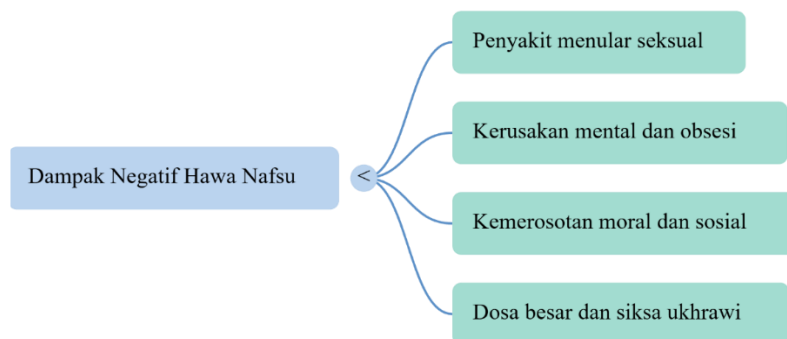 Dampak Negatif Hawa Nafsu
<
Penyakit menular seksual
Kerusakan mental dan obsesi
Kemerosotan moral dan sosial
Dosa besar dan siksa ukhrawi